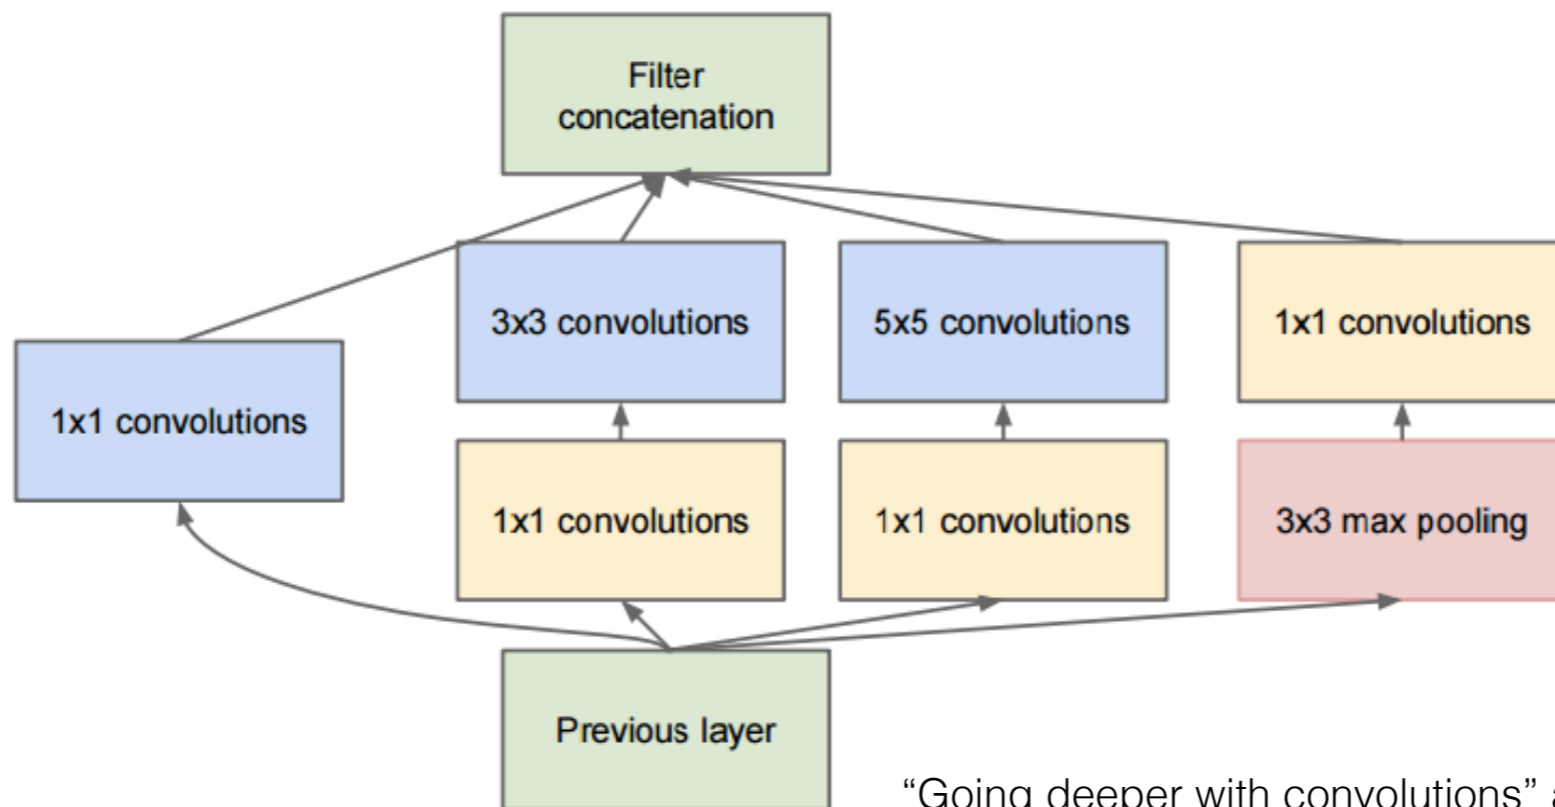 Filter
concatenation
3x3 convolutions
5x5 convolutions
1x1 convolutions
1x1 convolutions
1x1 convolutions
1x1 convolutions
3x3 max pooling
Previous layer
“Going deeper with convolutions”